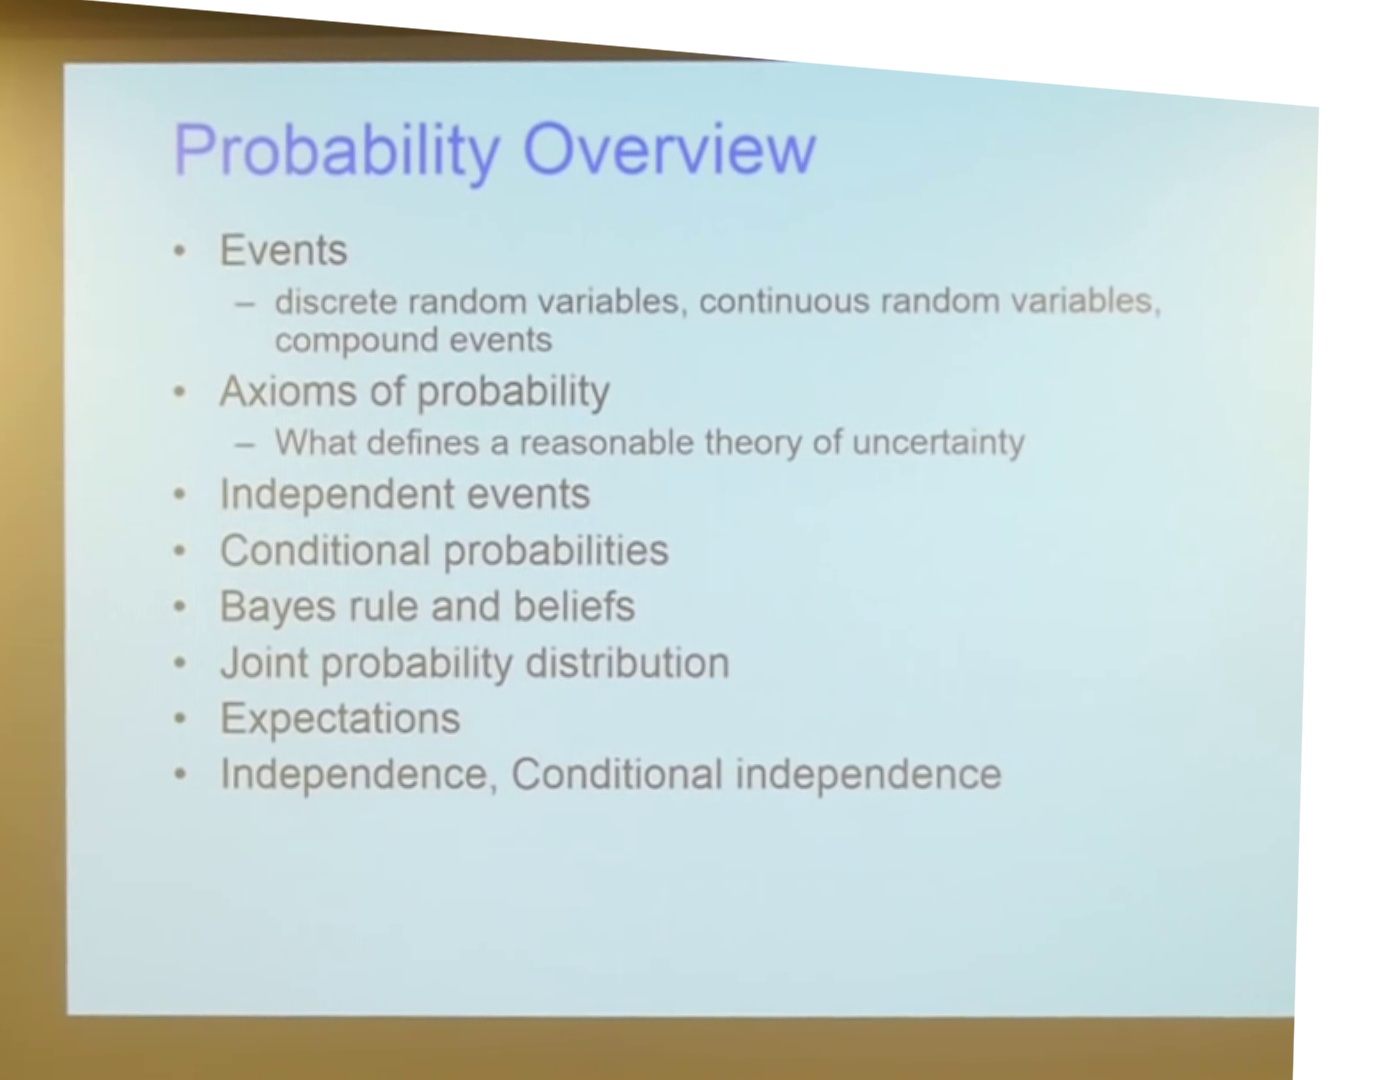 Probability Overview
• Events
– discrete random variables, continuous random variables,
compound events
• Axioms of probability
– What defines a reasonable theory of uncertainty
• Independent events
• Conditional probabilities
• Bayes rule and beliefs
• Joint probability distribution
• Expectations
• Independence, Conditional independence